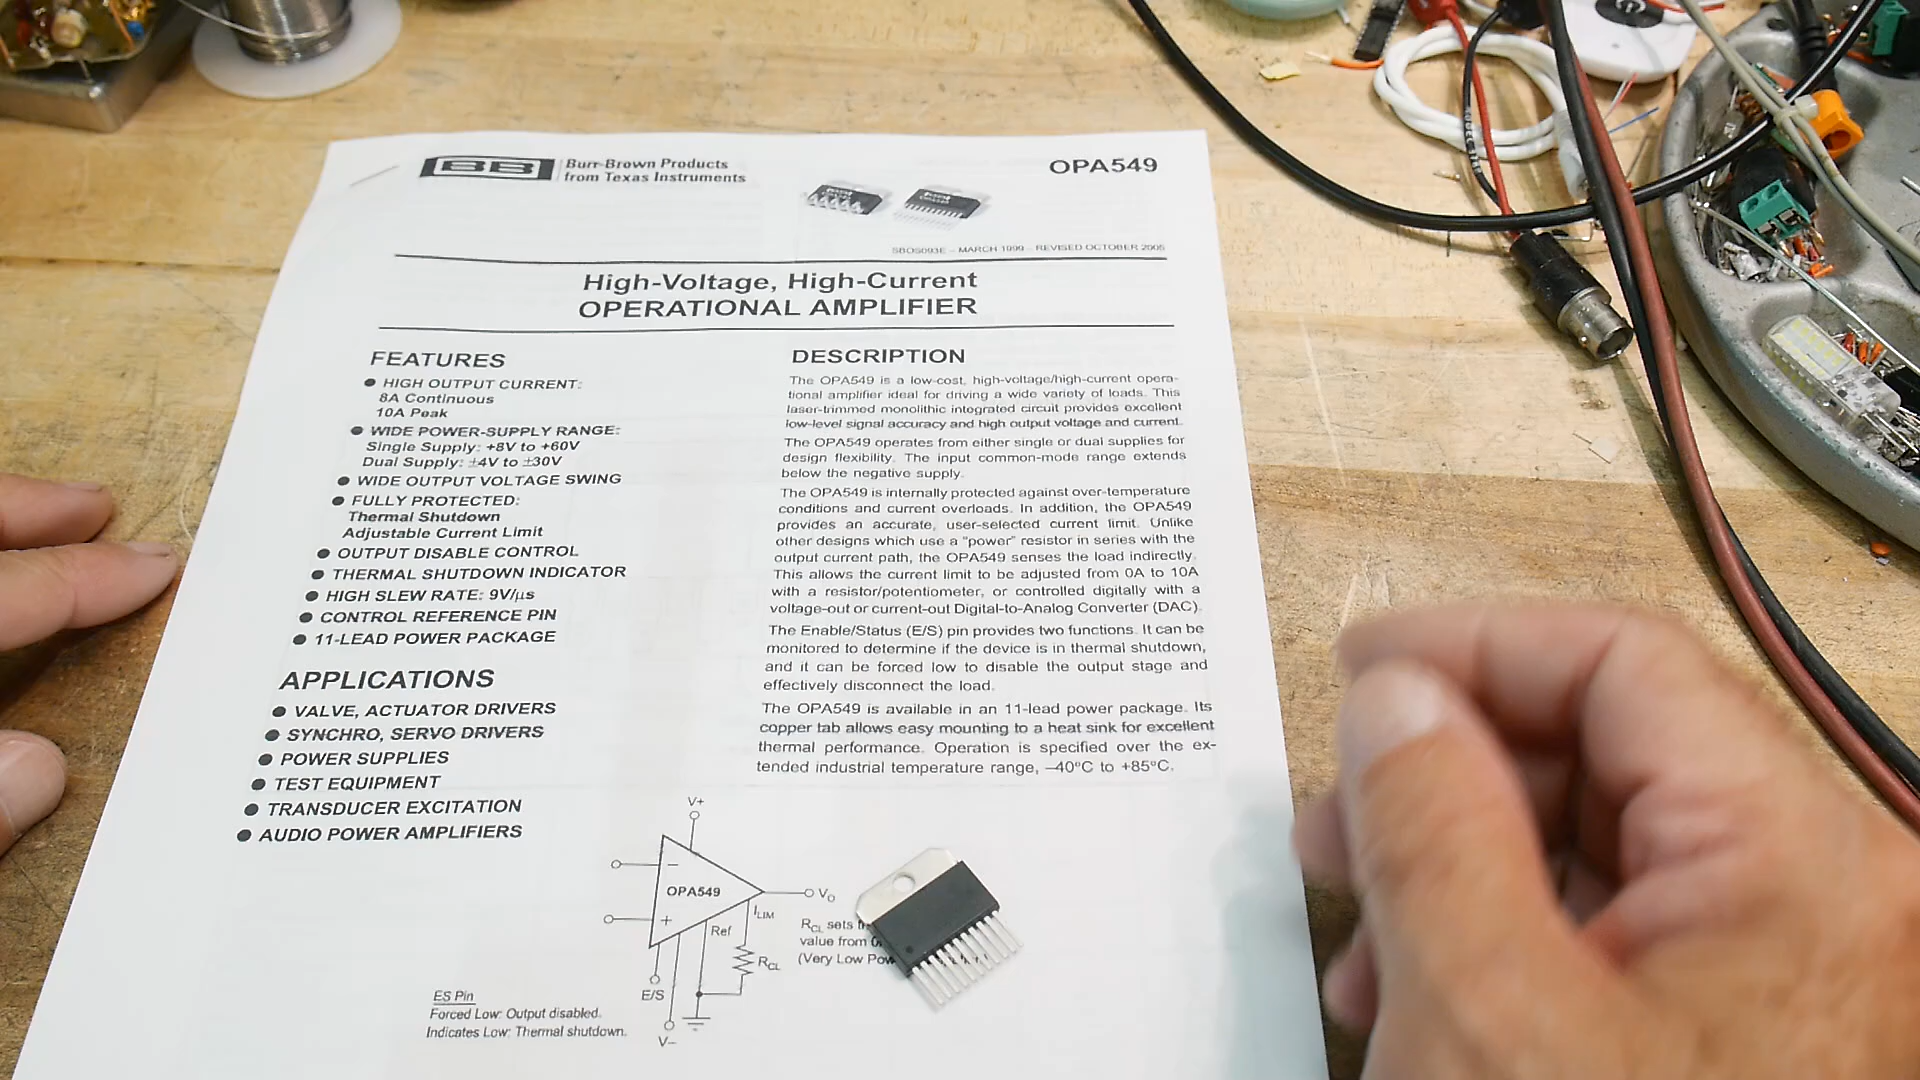 BB
Burr-Brown Products
from Texas Instruments
OPA549
SBOS093E – MARCH 1999 – REVISED OCTOBER 2005
High-Voltage, High-Current
OPERATIONAL AMPLIFIER
FEATURES
● HIGH OUTPUT CURRENT:
8A Continuous
10A Peak
● WIDE POWER-SUPPLY RANGE:
Single Supply: +8V to +60V
Dual Supply: ±4V to ±30V
● WIDE OUTPUT VOLTAGE SWING
● FULLY PROTECTED:
Thermal Shutdown
Adjustable Current Limit
● OUTPUT DISABLE CONTROL
● THERMAL SHUTDOWN INDICATOR
● HIGH SLEW RATE: 9V/μs
● CONTROL REFERENCE PIN
● 11-LEAD POWER PACKAGE
APPLICATIONS
● VALVE, ACTUATOR DRIVERS
● SYNCHRO, SERVO DRIVERS
● POWER SUPPLIES
● TEST EQUIPMENT
● TRANSDUCER EXCITATION
● AUDIO POWER AMPLIFIERS
DESCRIPTION
The OPA549 is a low-cost, high-voltage/high-current opera-
tional amplifier ideal for driving a wide variety of loads. This
laser-trimmed monolithic integrated circuit provides excellent
low-level signal accuracy and high output voltage and current.
The OPA549 operates from either single or dual supplies for
design flexibility. The input common-mode range extends
below the negative supply.
The OPA549 is internally protected against over-temperature
conditions and current overloads. In addition, the OPA549
provides an accurate, user-selected current limit. Unlike
other designs which use a "power" resistor in series with the
output current path, the OPA549 senses the load indirectly.
This allows the current limit to be adjusted from 0A to 10A
with a resistor/potentiometer, or controlled digitally with a
voltage-out or current-out Digital-to-Analog Converter (DAC).
The Enable/Status (E/S) pin provides two functions. It can be
monitored to determine if the device is in thermal shutdown,
and it can be forced low to disable the output stage and
effectively disconnect the load.
The OPA549 is available in an 11-lead power package. Its
copper tab allows easy mounting to a heat sink for excellent
thermal performance. Operation is specified over the ex-
tended industrial temperature range, –40°C to +85°C.
V+
–
OPA549
VO
+
ILIM
Ref
RCL
E/S
V–
RCL sets
value from
(Very Low
ES Pin
Forced Low: Output disabled.
Indicates Low: Thermal shutdown.